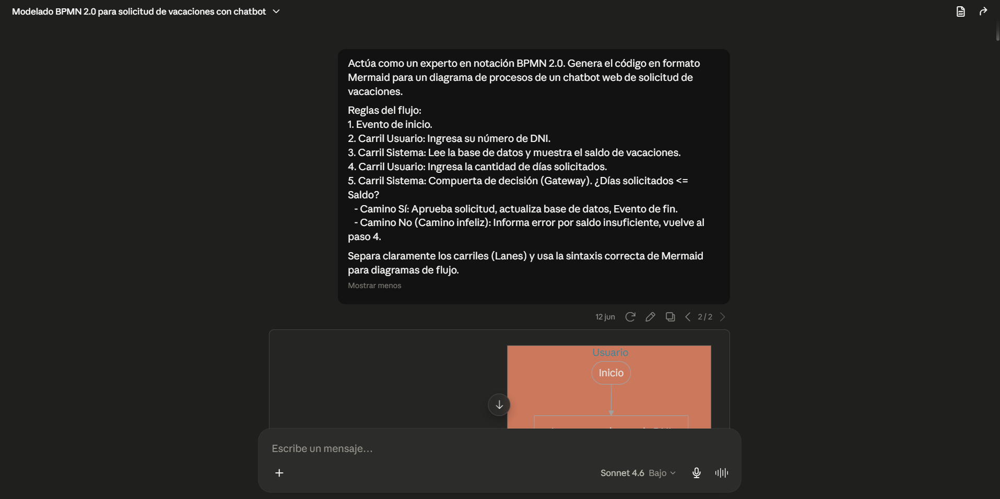 Modelado BPMN 2.0 para solicitud de vacaciones con chatbot
Actúa como un experto en notación BPMN 2.0. Genera el código en formato
Mermaid para un diagrama de procesos de un chatbot web de solicitud de
vacaciones.
Reglas del flujo:
1. Evento de inicio.
2. Carril Usuario: Ingresa su número de DNI.
3. Carril Sistema: Lee la base de datos y muestra el saldo de vacaciones.
4. Carril Usuario: Ingresa la cantidad de días solicitados.
5. Carril Sistema: Compuerta de decisión (Gateway). ¿Días solicitados <=
Saldo?
- Camino Sí: Aprueba solicitud, actualiza base de datos, Evento de fin.
- Camino No (Camino infeliz): Informa error por saldo insuficiente, vuelve al
paso 4.
Separa claramente los carriles (Lanes) y usa la sintaxis correcta de Mermaid
para diagramas de flujo.
Mostrar menos
12 jun
2 / 2
Usuario
Inicio
Escribe un mensaje...
Sonnet 4.6 Bajo